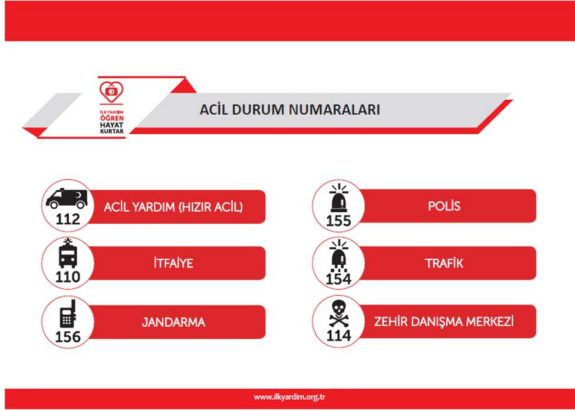 İLK YARDIM
ÖĞREN
HAYAT
KURTAR
ACİL DURUM NUMARALARI
112
ACİL YARDIM (HIZIR ACİL)
155
POLİS
110
İTFAİYE
154
TRAFİK
156
JANDARMA
114
ZEHİR DANIŞMA MERKEZİ
www.ilkyardim.org.tr